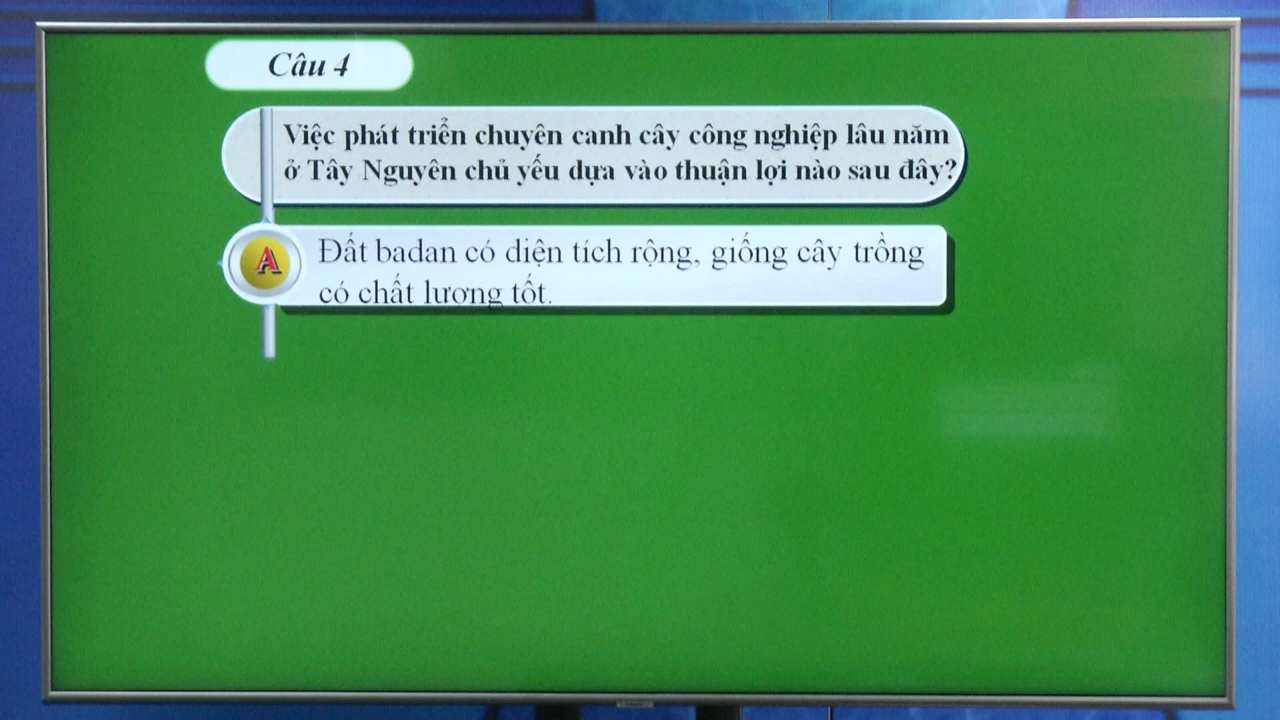 Câu 4
Việc phát triển chuyên canh cây công nghiệp lâu năm
ở Tây Nguyên chủ yếu dựa vào thuận lợi nào sau đây?
A
Đất badan có diện tích rộng, giống cây trồng
có chất lượng tốt.